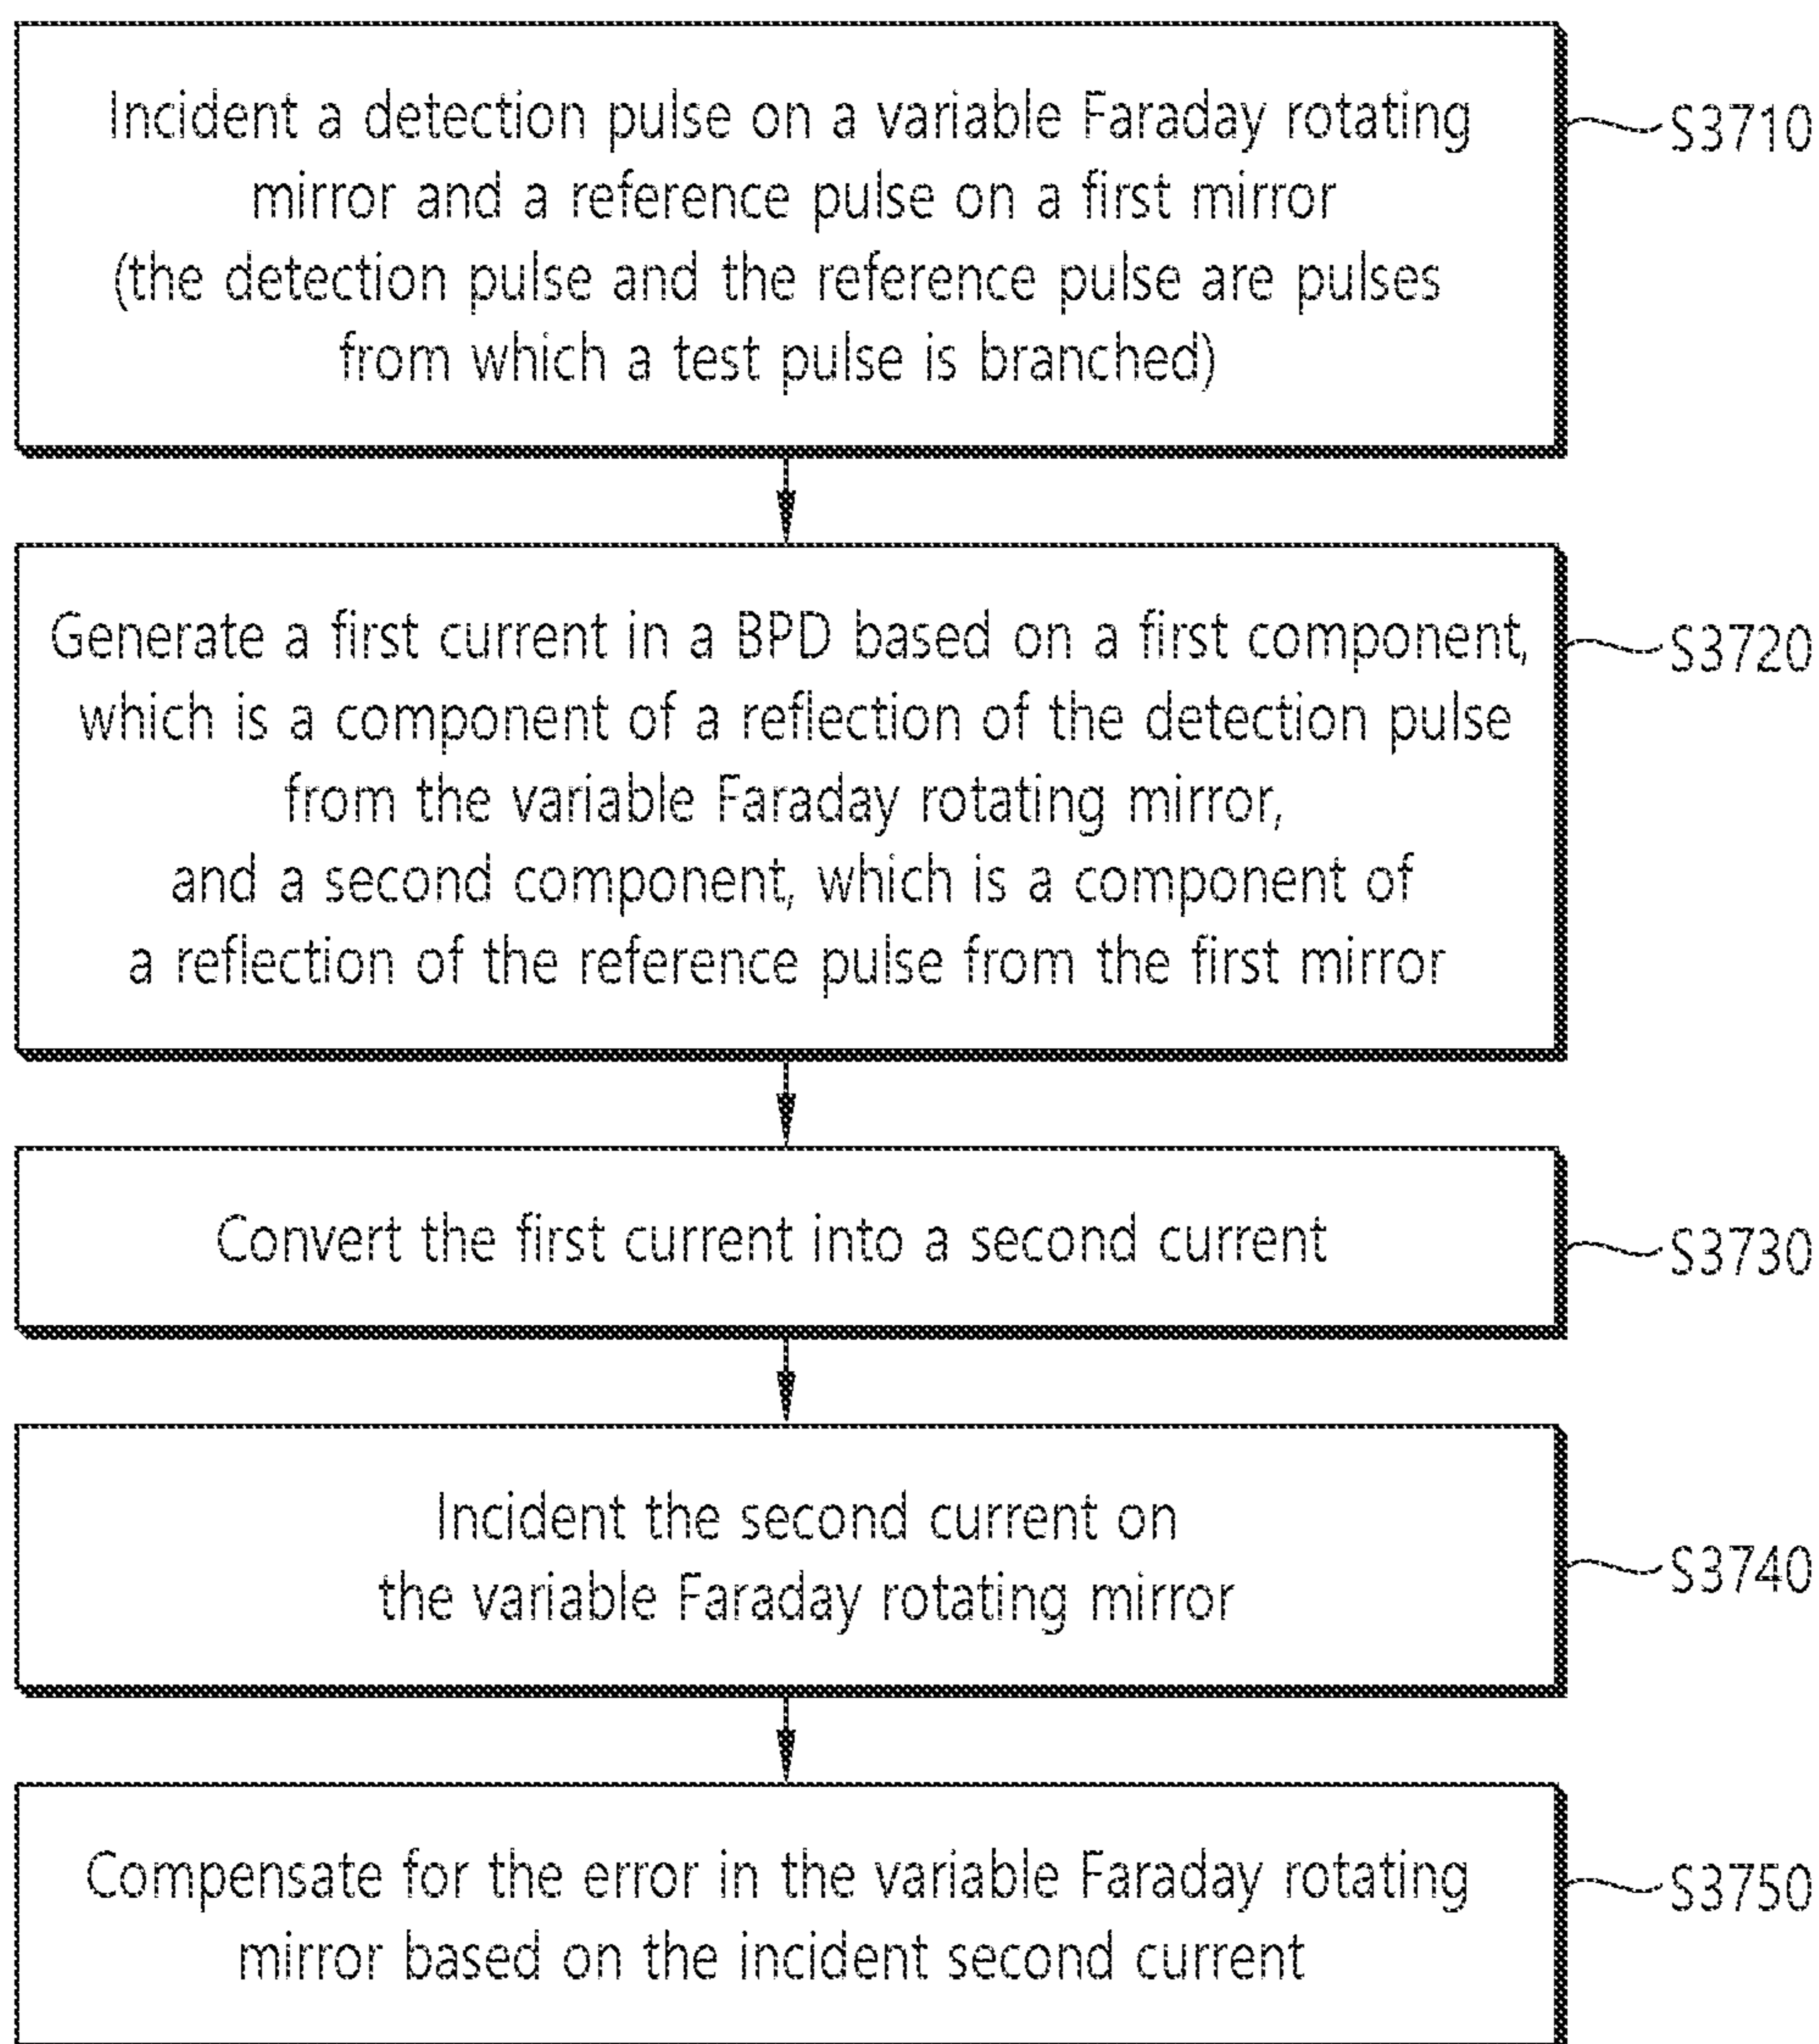 Incident a detection pulse on a variable Faraday rotating
mirror and a reference pulse on a first mirror
(the detection pulse and the reference pulse are pulses
from which a test pulse is branched)
S3710
Generate a first current in a BPD based on a first component,
which is a component of a reflection of the detection pulse
from the variable Faraday rotating mirror,
and a second component, which is a component of
a reflection of the reference pulse from the first mirror
S3720
Convert the first current into a second current
S3730
Incident the second current on
the variable Faraday rotating mirror
S3740
Compensate for the error in the variable Faraday rotating
mirror based on the incident second current
S3750